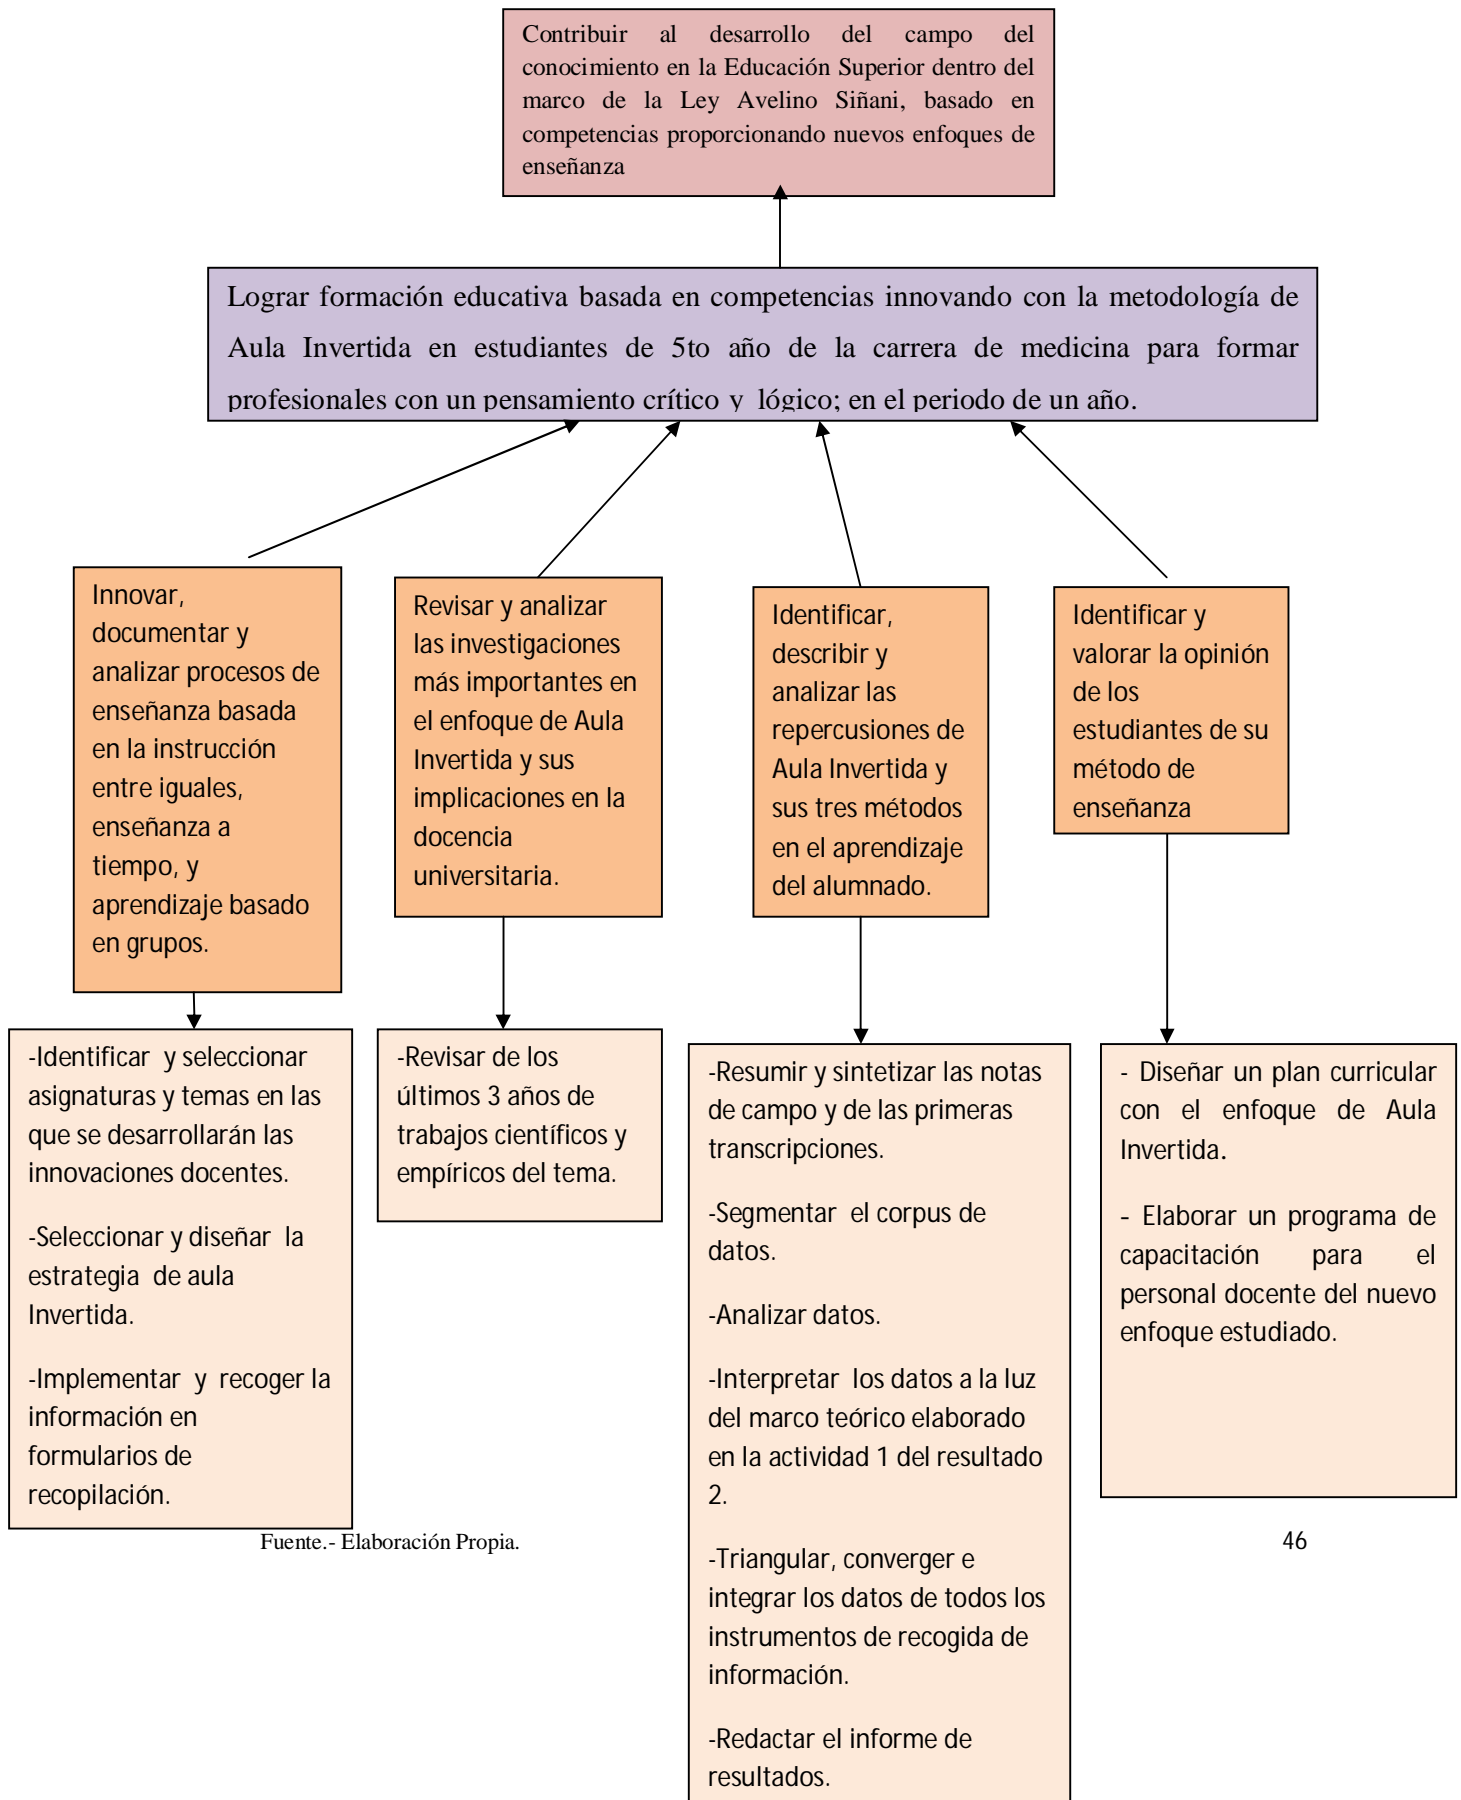 Contribuir al desarrollo del campo del
conocimiento en la Educación Superior dentro del
marco de la Ley Avelino Siñani, basado en
competencias proporcionando nuevos enfoques de
enseñanza
Lograr formación educativa basada en competencias innovando con la metodología de
Aula Invertida en estudiantes de 5to año de la carrera de medicina para formar
profesionales con un pensamiento crítico y lógico; en el periodo de un año.
Innovar,
documentar y
analizar procesos de
enseñanza basada
en la instrucción
entre iguales,
enseñanza a
tiempo, y
aprendizaje basado
en grupos.
Revisar y analizar
las investigaciones
más importantes en
el enfoque de Aula
Invertida y sus
implicaciones en la
docencia
universitaria.
Identificar,
describir y
analizar las
repercusiones de
Aula Invertida y
sus tres métodos
en el aprendizaje
del alumnado.
Identificar y
valorar la opinión
de los
estudiantes de su
método de
enseñanza
-Identificar y seleccionar
asignaturas y temas en las
que se desarrollarán las
innovaciones docentes.
-Seleccionar y diseñar la
estrategia de aula
Invertida.
-Implementar y recoger la
información en
formularios de
recopilación.
-Revisar de los
últimos 3 años de
trabajos científicos y
empíricos del tema.
-Resumir y sintetizar las notas
de campo y de las primeras
transcripciones.
-Segmentar el corpus de
datos.
-Analizar datos.
-Interpretar los datos a la luz
del marco teórico elaborado
en la actividad 1 del resultado
2.
-Triangular, converger e
integrar los datos de todos los
instrumentos de recogida de
información.
-Redactar el informe de
resultados.
- Diseñar un plan curricular
con el enfoque de Aula
Invertida.
- Elaborar un programa de
capacitación para el
personal docente del nuevo
enfoque estudiado.
Fuente.- Elaboración Propia.
46